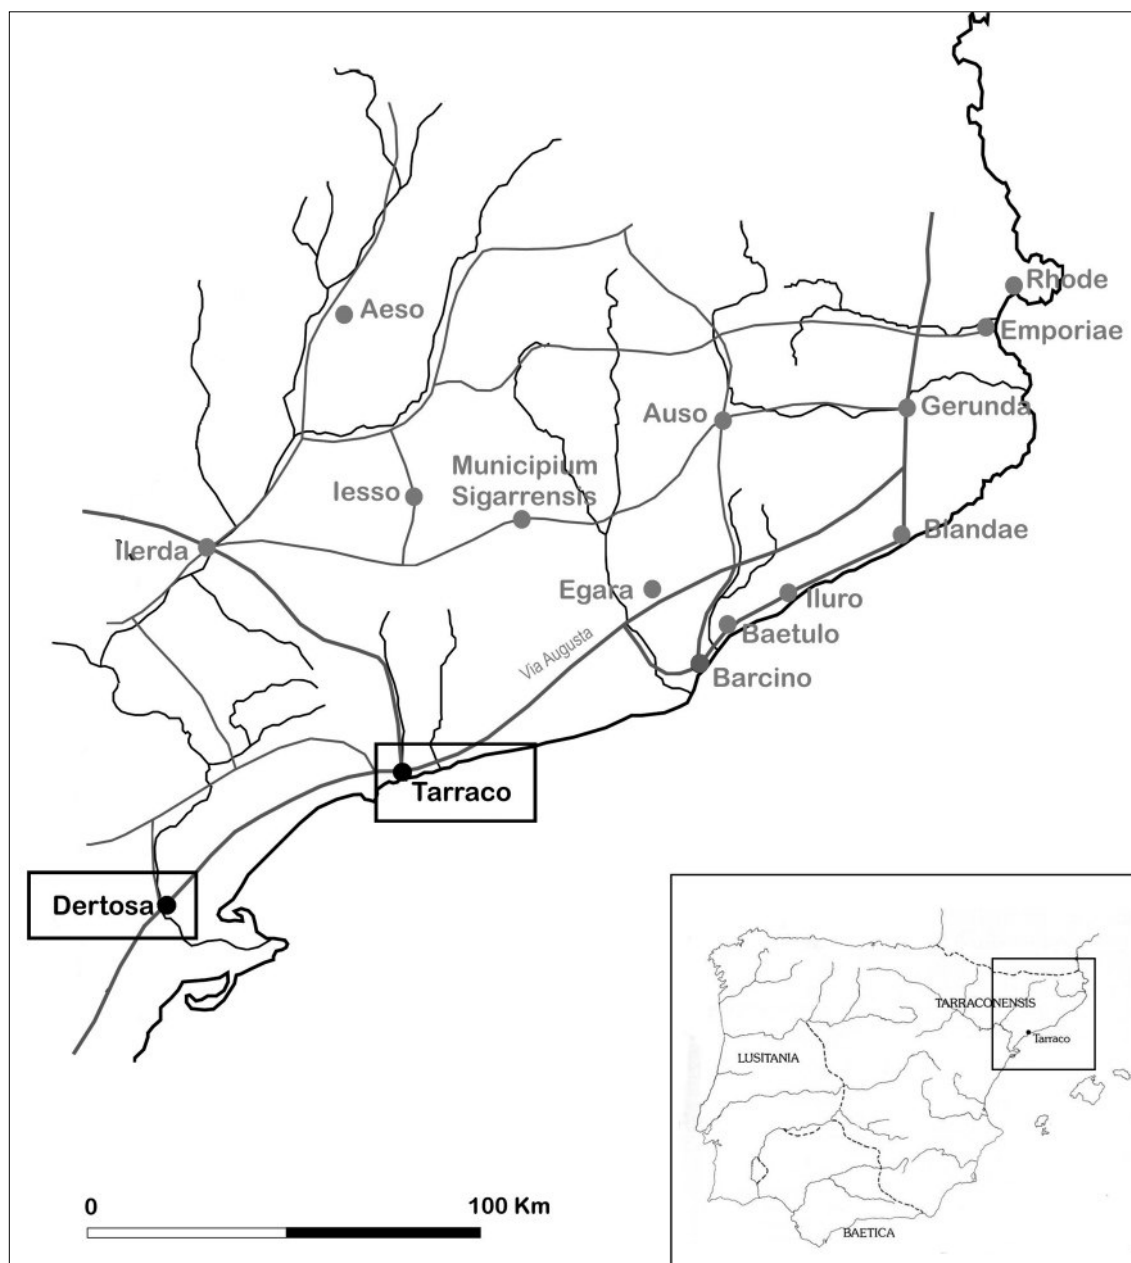 Rhode
Aeso
Emporiae
Auso
Gerunda
Municipium
Sigarrensis
Iesso
Ilerda
Blandae
Egara
Iluro
Baetulo
Via Augusta
Barcino
Tarraco
Dertosa
TARRACONENSIS
Tarraco
LUSITANIA
BAETICA
0
100 Km